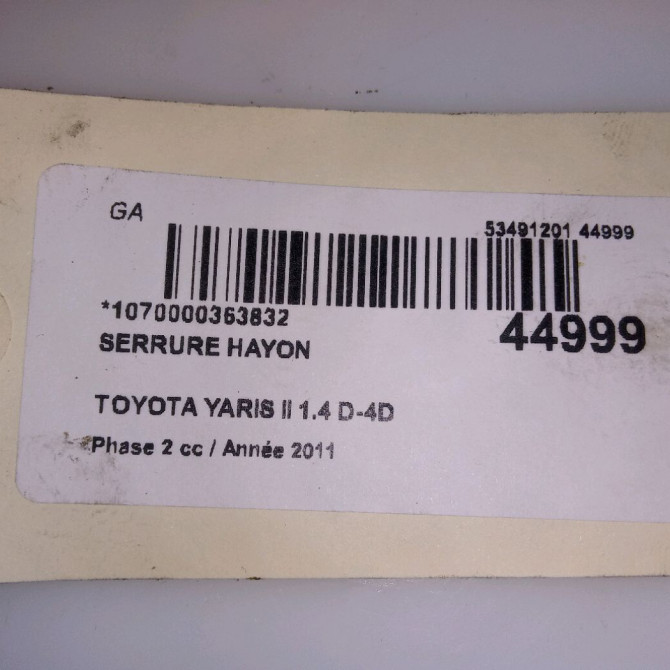 GA
53491201 44999
*1070000363832
44999
SERRURE HAYON
TOYOTA YARIS II 1.4 D-4D
Phase 2 cc / Année 2011